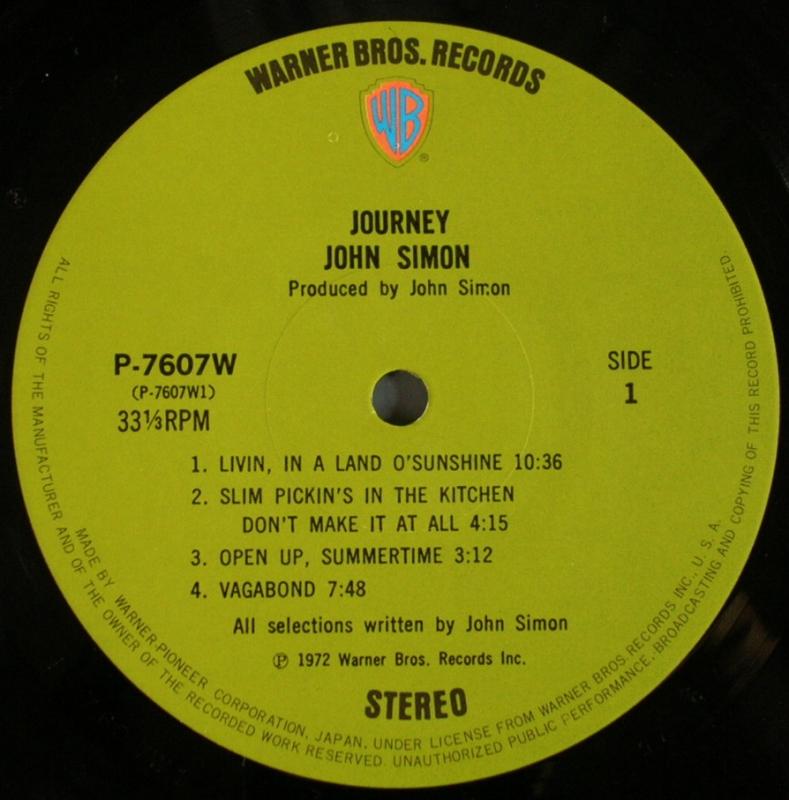 WARNER BROS. RECORDS
WB
®
JOURNEY
JOHN SIMON
Produced by John Simon
P-7607W
(P-7607W1)
33⅓RPM
SIDE
1
1. LIVIN, IN A LAND O'SUNSHINE 10:36
2. SLIM PICKIN'S IN THE KITCHEN
DON'T MAKE IT AT ALL 4:15
3. OPEN UP, SUMMERTIME 3:12
4. VAGABOND 7:48
All selections written by John Simon
Ⓟ 1972 Warner Bros. Records Inc.
STEREO
MADE BY WARNER-PIONEER CORPORATION, JAPAN, UNDER LICENSE FROM WARNER BROS. RECORDS INC., U. S. A.
ALL RIGHTS OF THE MANUFACTURER AND OF THE OWNER OF THE RECORDED WORK RESERVED. UNAUTHORIZED PUBLIC PERFORMANCE, BROADCASTING AND COPYING OF THIS RECORD PROHIBITED.